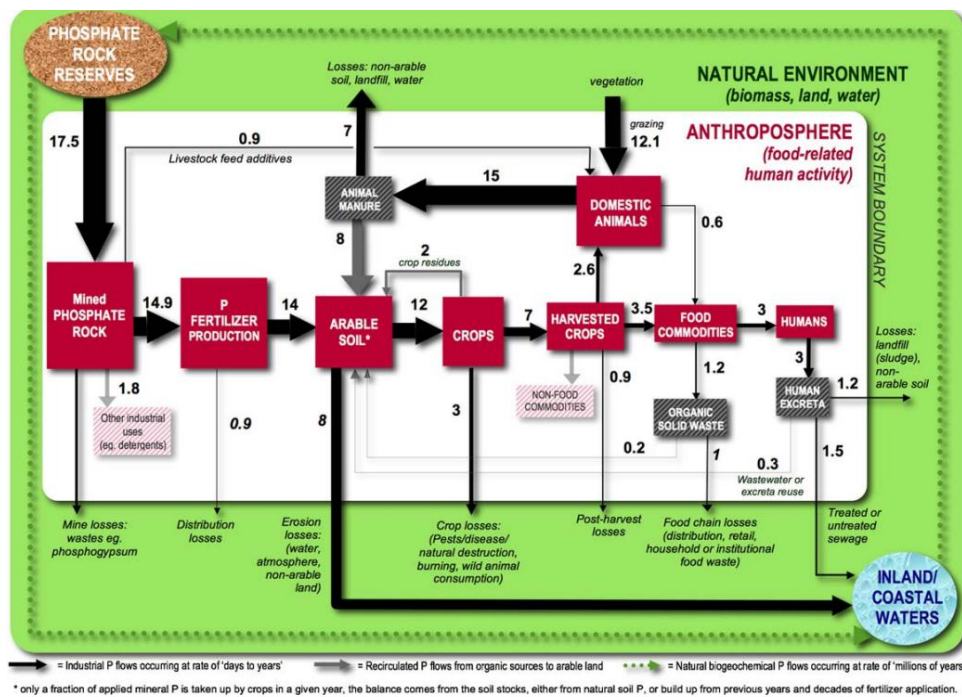 PHOSPHATE
ROCK
RESERVES
Losses: non-arable
soil, landfill, water
vegetation
NATURAL ENVIRONMENT
(biomass, land, water)
17.5
0.9
Livestock feed additives
7
grazing
12.1
ANTHROPOSPHERE
(food-related
human activity)
SYSTEM BOUNDARY
ANIMAL
MANURE
15
DOMESTIC
ANIMALS
0.6
8
2
crop residues
2.6
Mined
PHOSPHATE
ROCK
14.9
P
FERTILIZER
PRODUCTION
14
ARABLE
SOIL*
12
CROPS
7
HARVESTED
CROPS
3.5
FOOD
COMMODITIES
3
HUMANS
Losses:
landfill
(sludge),
non-
arable soil
1.8
Other industrial
uses
(eg. detergents)
0.9
8
3
NON-FOOD
COMMODITIES
0.9
1.2
ORGANIC
SOLID WASTE
3
HUMAN
EXCRETA
1.2
0.2
1
0.3
1.5
Wastewater or
excreta reuse
Mine losses:
wastes eg.
phosphogypsum
Distribution
losses
Erosion
losses:
(water,
atmosphere,
non-arable
land)
Crop losses:
(Pests/disease/
natural destruction,
burning, wild animal
consumption)
Post-harvest
losses
Food chain losses
(distribution, retail,
household or institutional
food waste)
Treated or
untreated
sewage
INLAND/
COASTAL
WATERS
= Industrial P flows occurring at rate of 'days to years'
= Recirculated P flows from organic sources to arable land
= Natural biogeochemical P flows occurring at rate of 'millions of years
* only a fraction of applied mineral P is taken up by crops in a given year, the balance comes from the soil stocks, either from natural soil P, or build up from previous years and decades of fertilizer application.